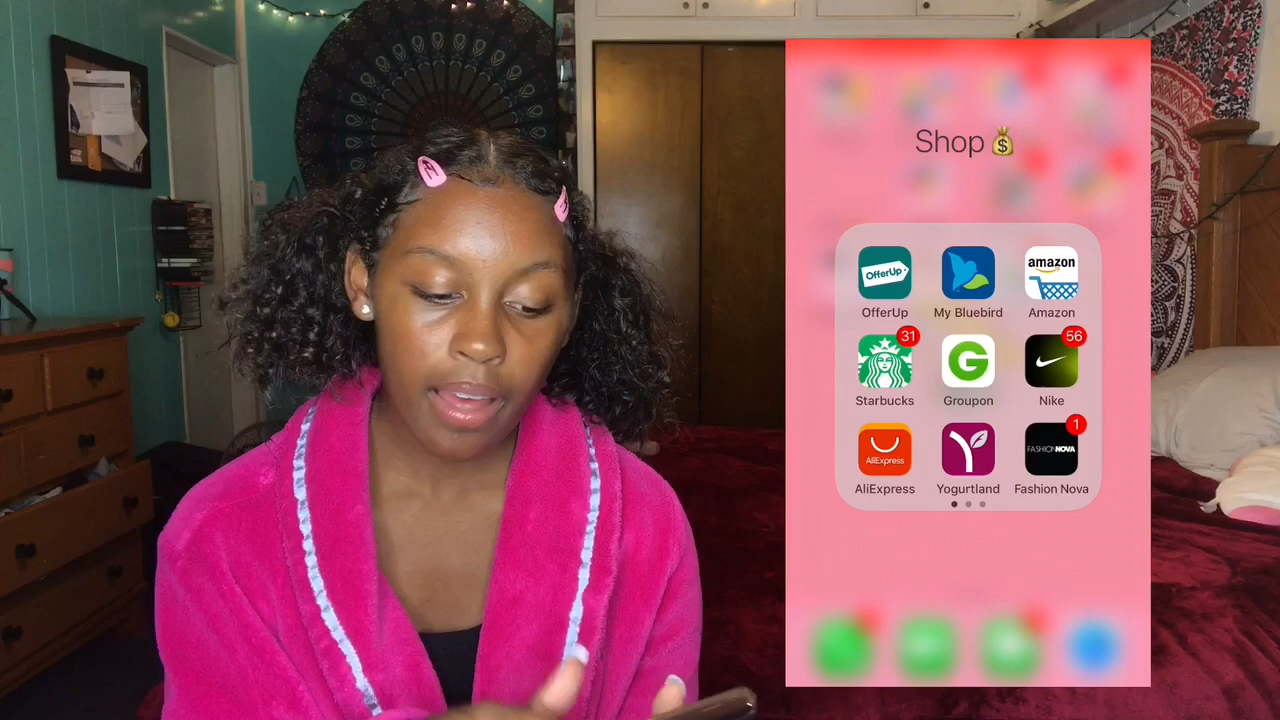 Shop
OfferUp
amazon
OfferUp My Bluebird Amazon
31 56
G
Starbucks Groupon Nike
1
AliExpress FASHIONNOVA
AliExpress Yogurtland Fashion Nova